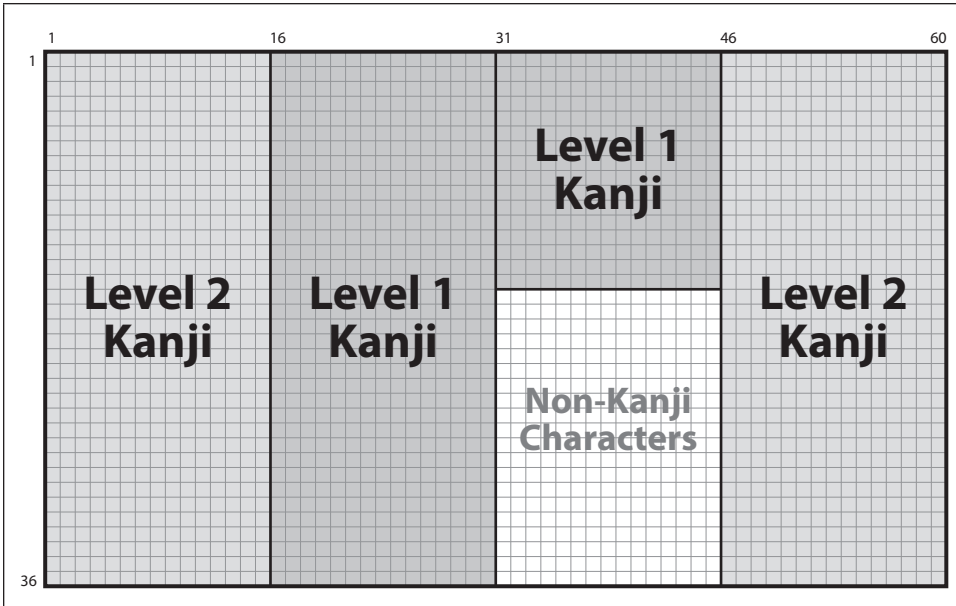 1 16 31 46 60
1
Level 1
Kanji
Level 2
Kanji
Level 1
Kanji
Level 2
Kanji
Non-Kanji
Characters
36